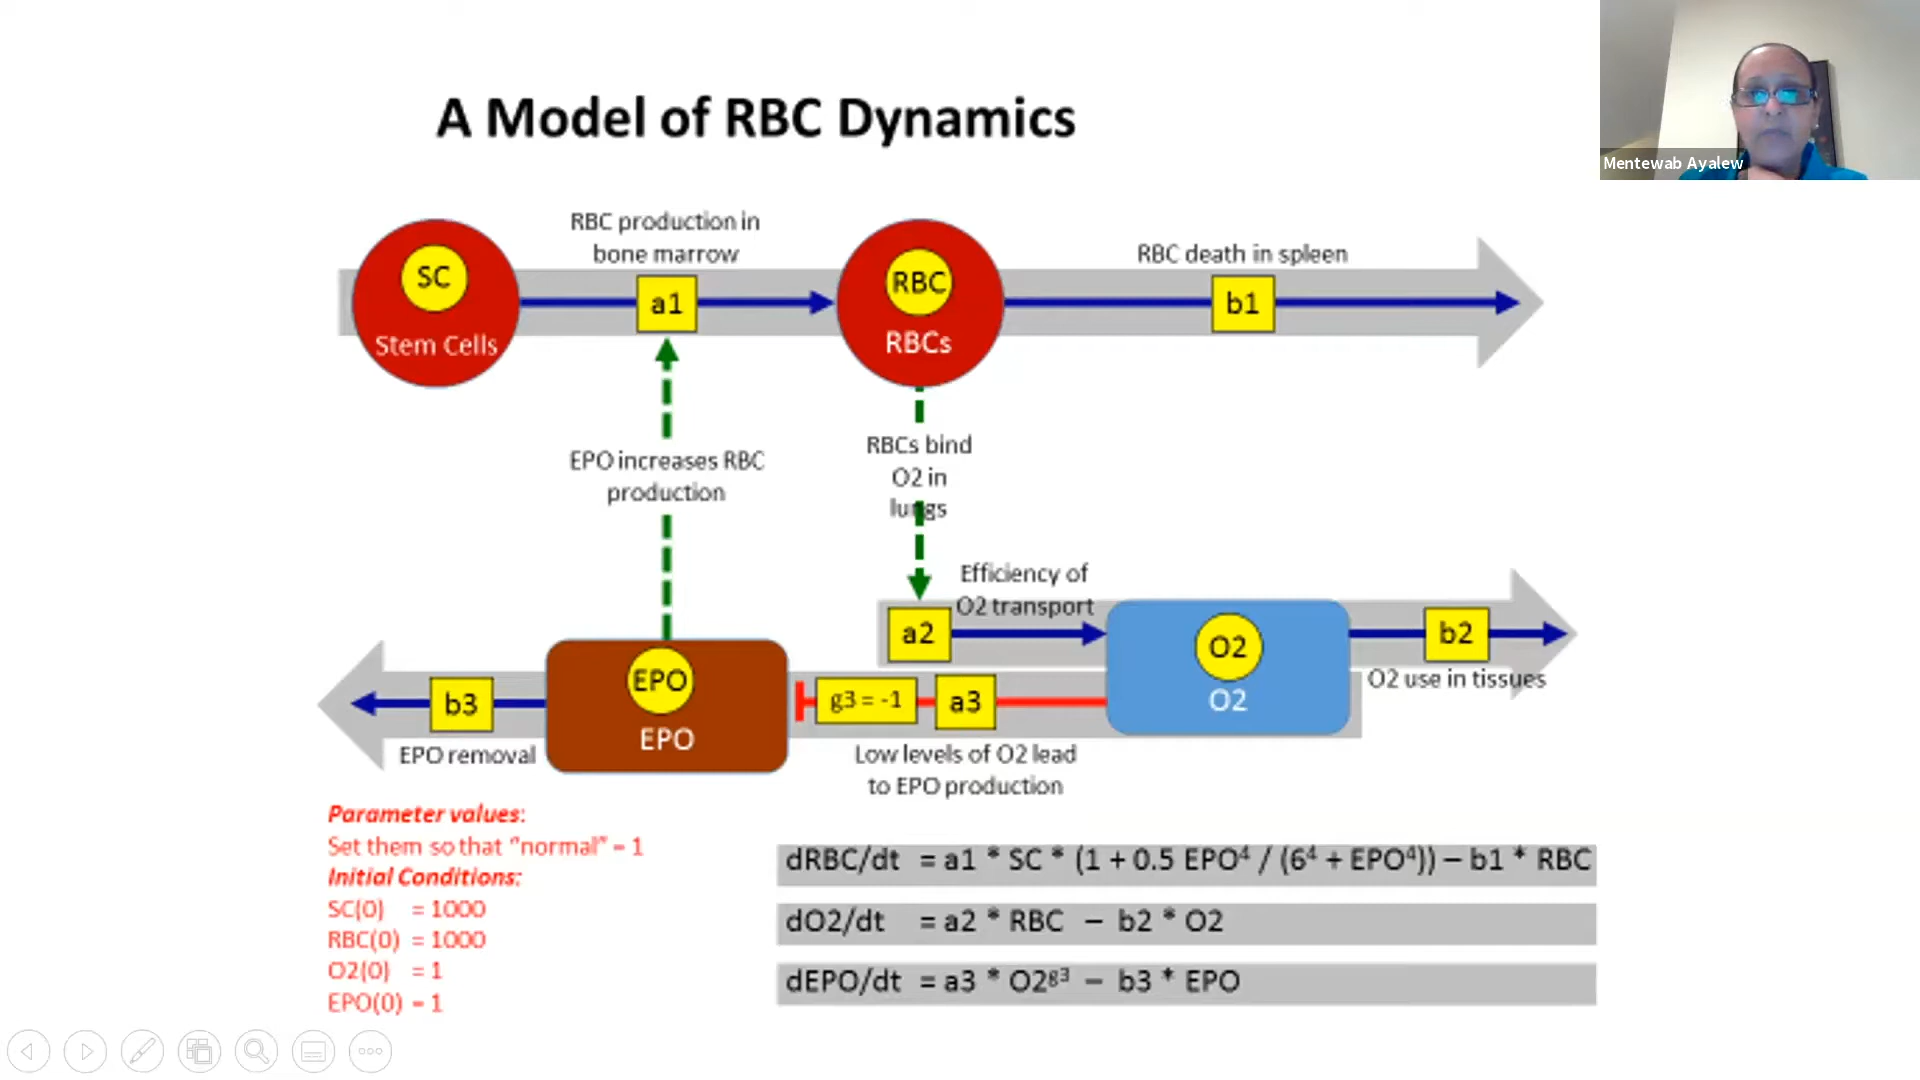 A Model of RBC Dynamics
Mentewab Ayalew
RBC production in
bone marrow
RBC death in spleen
SC
Stem Cells
a1
RBC
RBCs
b1
EPO increases RBC
production
RBCs bind
O2 in
lungs
Efficiency of
O2 transport
a2
O2
O2
b2
O2 use in tissues
b3
EPO removal
EPO
EPO
g3 = -1
a3
Low levels of O2 lead
to EPO production
Parameter values:
Set them so that “normal” = 1
Initial Conditions:
SC(0) = 1000
RBC(0) = 1000
O2(0) = 1
EPO(0) = 1
dRBC/dt = a1 * SC * (1 + 0.5 EPO⁴ / (6⁴ + EPO⁴)) – b1 * RBC
dO2/dt = a2 * RBC – b2 * O2
dEPO/dt = a3 * O2ᵍ³ – b3 * EPO